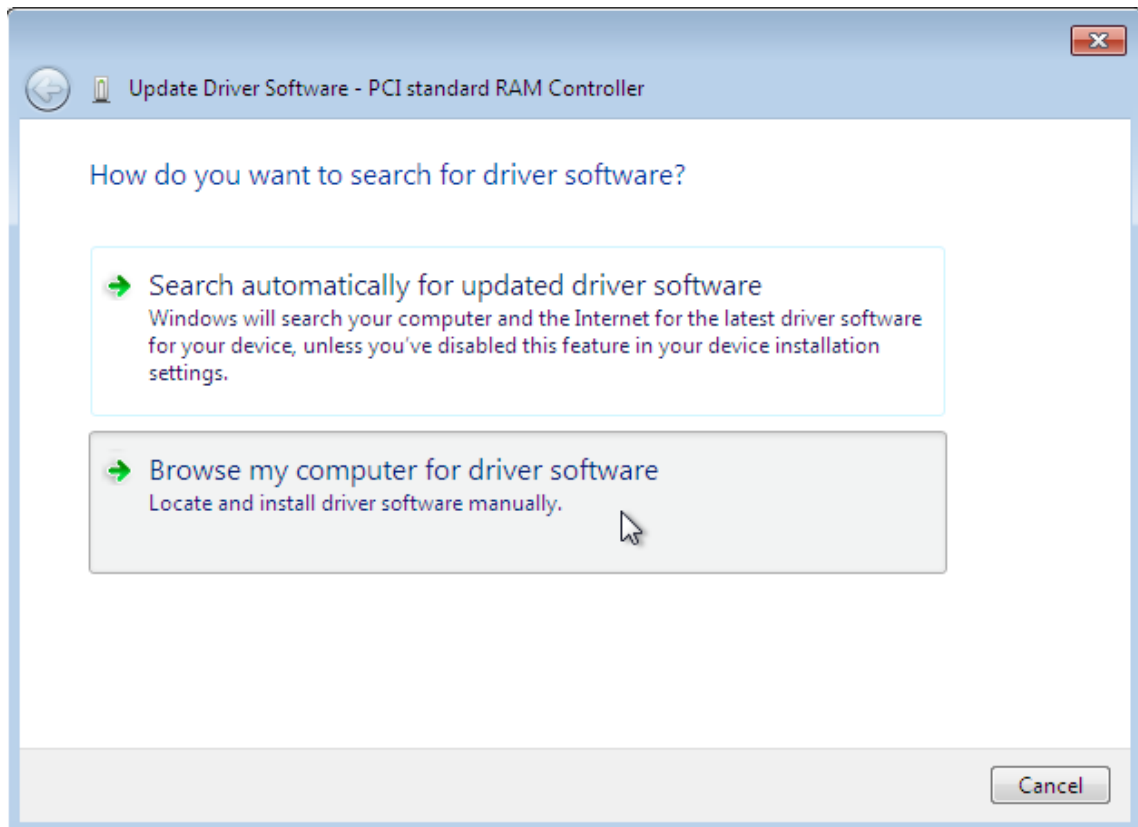 Update Driver Software - PCI standard RAM Controller
How do you want to search for driver software?
Search automatically for updated driver software
Windows will search your computer and the Internet for the latest driver software
for your device, unless you've disabled this feature in your device installation
settings.
Browse my computer for driver software
Locate and install driver software manually.
Cancel